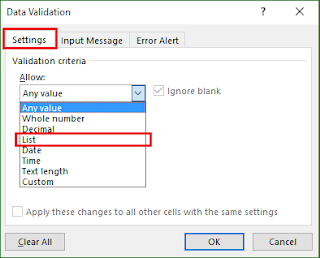 Data Validation
Settings
Input Message
Error Alert
Validation criteria
Allow:
Any value
Ignore blank
Any value
Whole number
Decimal
List
Date
Time
Text length
Custom
Apply these changes to all other cells with the same settings
Clear All
OK
Cancel